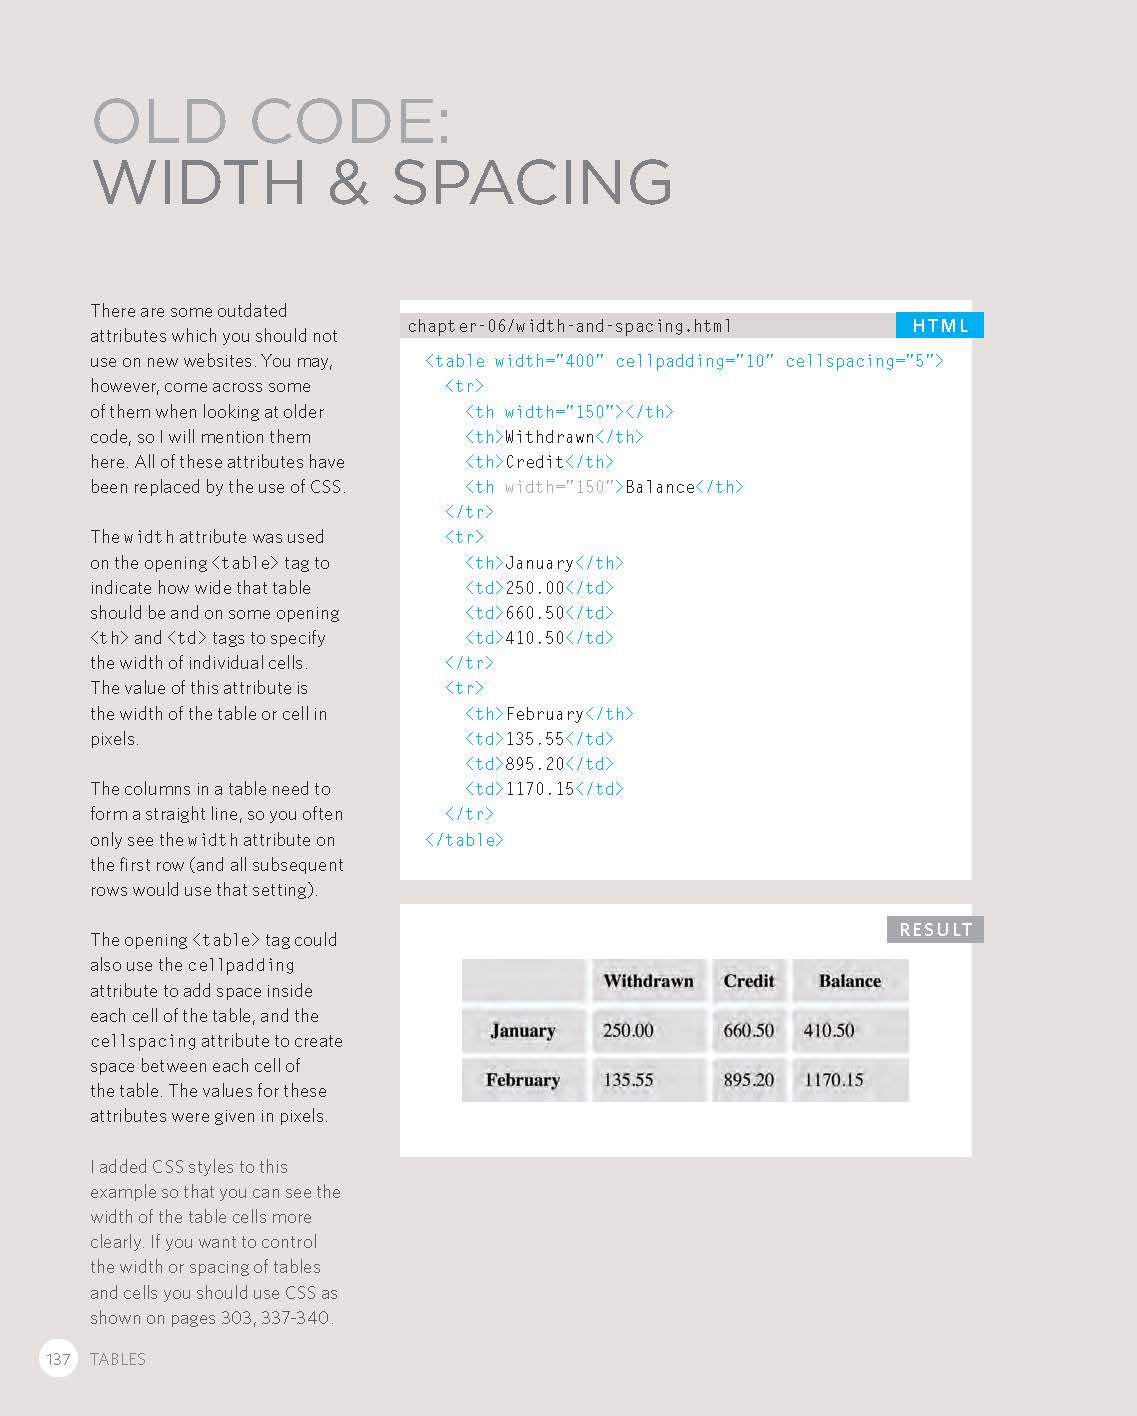 OLD CODE:
WIDTH & SPACING
There are some outdated
attributes which you should not
use on new websites. You may,
however, come across some
of them when looking at older
code, so I will mention them
here. All of these attributes have
been replaced by the use of CSS.
The width attribute was used
on the opening <table> tag to
indicate how wide that table
should be and on some opening
<th> and <td> tags to specify
the width of individual cells.
The value of this attribute is
the width of the table or cell in
pixels.
The columns in a table need to
form a straight line, so you often
only see the width attribute on
the first row (and all subsequent
rows would use that setting).
The opening <table> tag could
also use the cellpadding
attribute to add space inside
each cell of the table, and the
cellspacing attribute to create
space between each cell of
the table. The values for these
attributes were given in pixels.
I added CSS styles to this
example so that you can see the
width of the table cells more
clearly. If you want to control
the width or spacing of tables
and cells you should use CSS as
shown on pages 303, 337-340.
chapter-06/width-and-spacing.html HTML
<table width="400" cellpadding="10" cellspacing="5">
<tr>
<th width="150"></th>
<th>Withdrawn</th>
<th>Credit</th>
<th width="150">Balance</th>
</tr>
<tr>
<th>January</th>
<td>250.00</td>
<td>660.50</td>
<td>410.50</td>
</tr>
<tr>
<th>February</th>
<td>135.55</td>
<td>895.20</td>
<td>1170.15</td>
</tr>
</table>
RESULT
Withdrawn Credit Balance
January 250.00 660.50 410.50
February 135.55 895.20 1170.15
137 TABLES